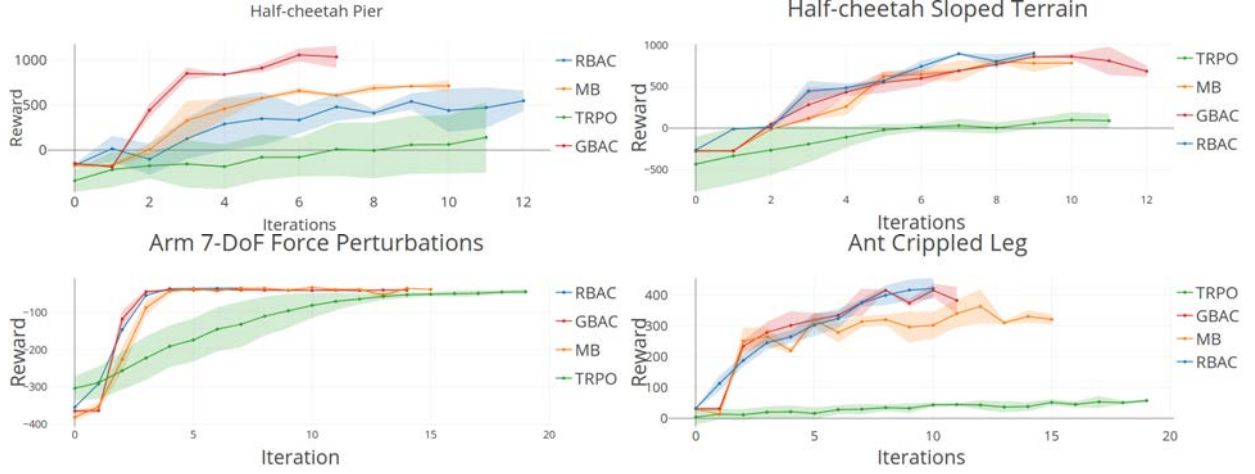 Half-cheetah Pier
1000
500
0
Reward
0 2 4 6 8 10 12
Iterations
RBAC
MB
TRPO
GBAC
Half-cheetah Sloped Terrain
1000
500
0
−500
Reward
0 2 4 6 8 10 12
Iterations
TRPO
MB
GBAC
RBAC
Arm 7-DoF Force Perturbations
−100
−200
−300
−400
Reward
0 5 10 15 20
Iteration
RBAC
GBAC
MB
TRPO
Ant Crippled Leg
400
300
200
100
0
Reward
0 5 10 15 20
Iterations
TRPO
GBAC
MB
RBAC